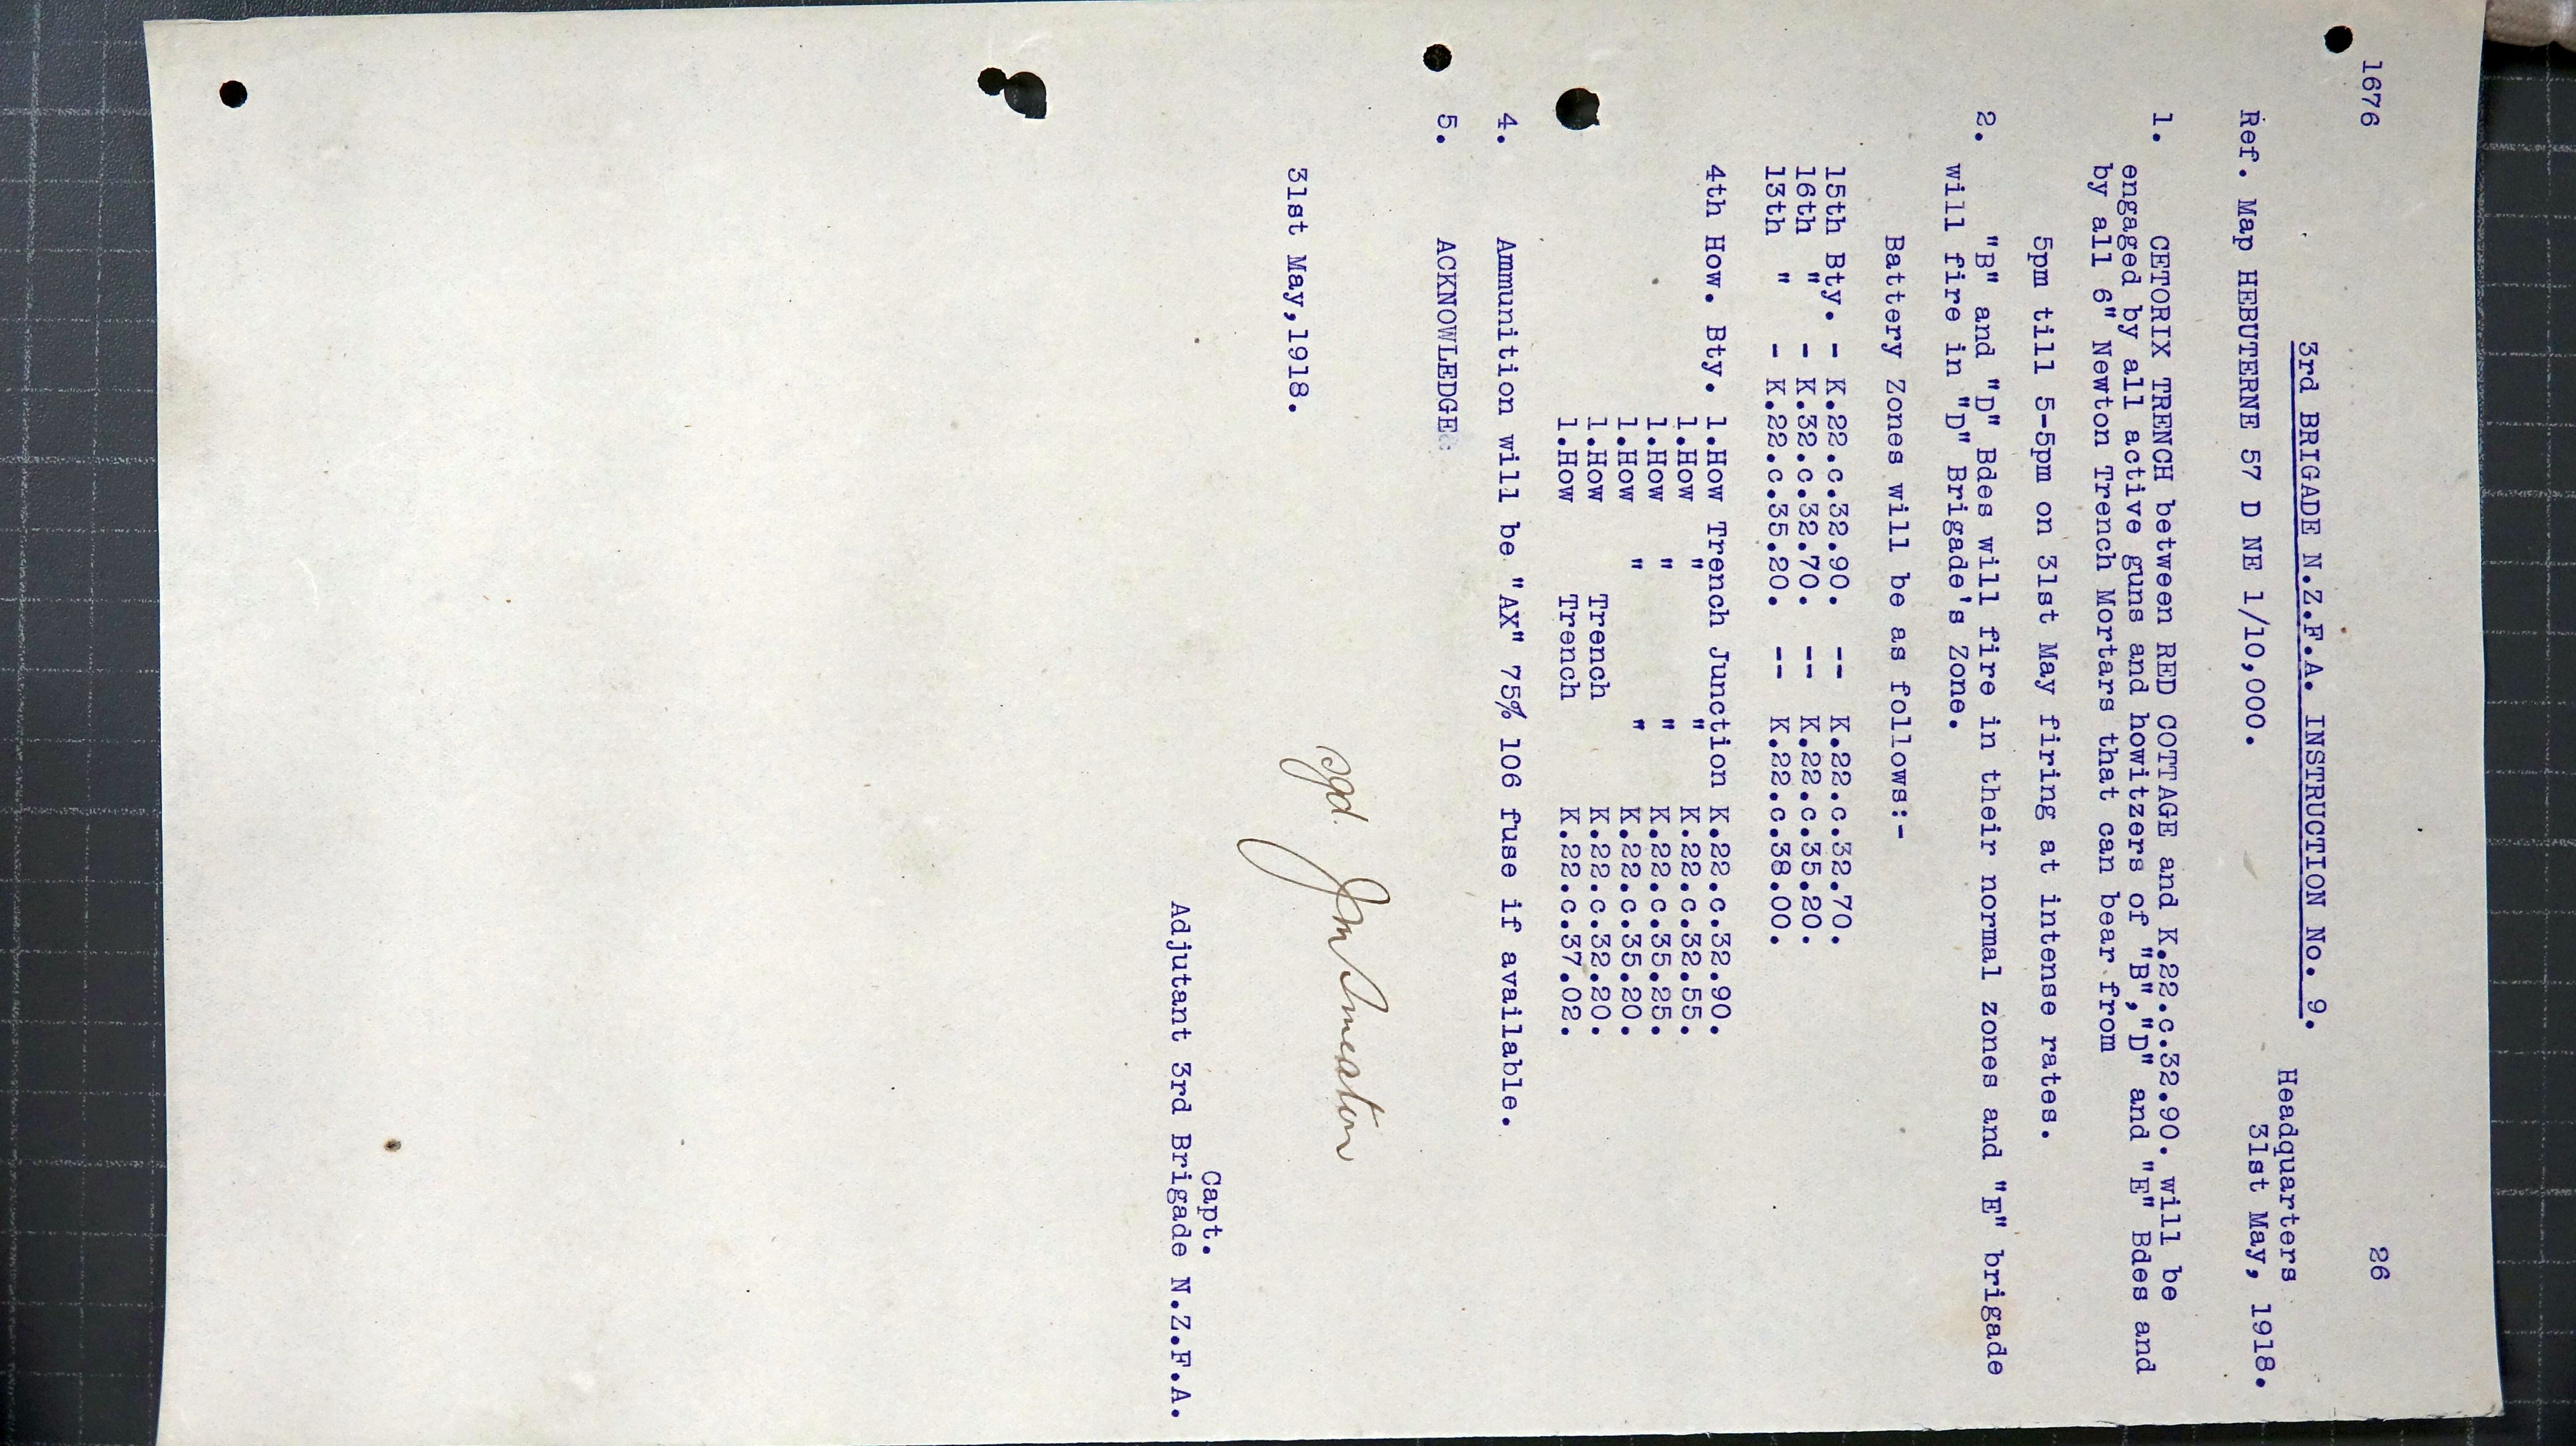 1676
26
3rd BRIGADE N.Z.F.A. INSTRUCTION No. 9.
Headquarters
31st May, 1918.
Ref. Map HEBUTERNE 57 D NE 1/10,000.
1. CETORIX TRENCH between RED COTTAGE and K.22.c.32.90. will be
engaged by all active guns and howitzers of "B","D" and "E" Bdes and
by all 6" Newton Trench Mortars that can bear from
5pm till 5-5pm on 31st May firing at intense rates.
2. "B" and "D" Bdes will fire in their normal zones and "E" brigade
will fire in "D" Brigade's Zone.
Battery Zones will be as follows:-
15th Bty. - K.22.c.32.90. -- K.22.c.32.70.
16th " - K.32.c.32.70. -- K.22.c.35.20.
13th " - K.22.c.35.20. -- K.22.c.38.00.
4th How. Bty. 1.How Trench Junction K.22.c.32.90.
1.How " " K.22.c.32.55.
1.How " " K.22.c.35.25.
1.How " " K.22.c.35.20.
1.How Trench K.22.c.32.20.
1.How Trench K.22.c.37.02.
4. Ammunition will be "AX" 75% 106 fuse if available.
5. ACKNOWLEDGE
31st May,1918.
sgd.
Capt.
Adjutant 3rd Brigade N.Z.F.A.